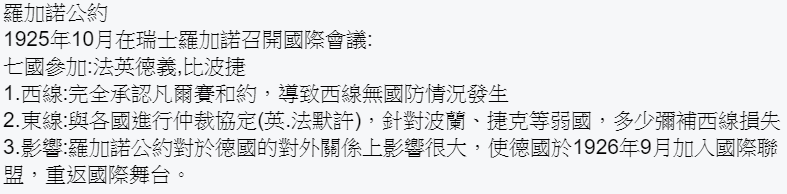 羅加諾公約
1925年10月在瑞士羅加諾召開國際會議:
七國參加:法英德義,比波捷
1.西線:完全承認凡爾賽和約，導致西線無國防情況發生
2.東線:與各國進行仲裁協定(英.法默許)，針對波蘭、捷克等弱國，多少彌補西線損失
3.影響:羅加諾公約對於德國的對外關係上影響很大，使德國於1926年9月加入國際聯
盟，重返國際舞台。